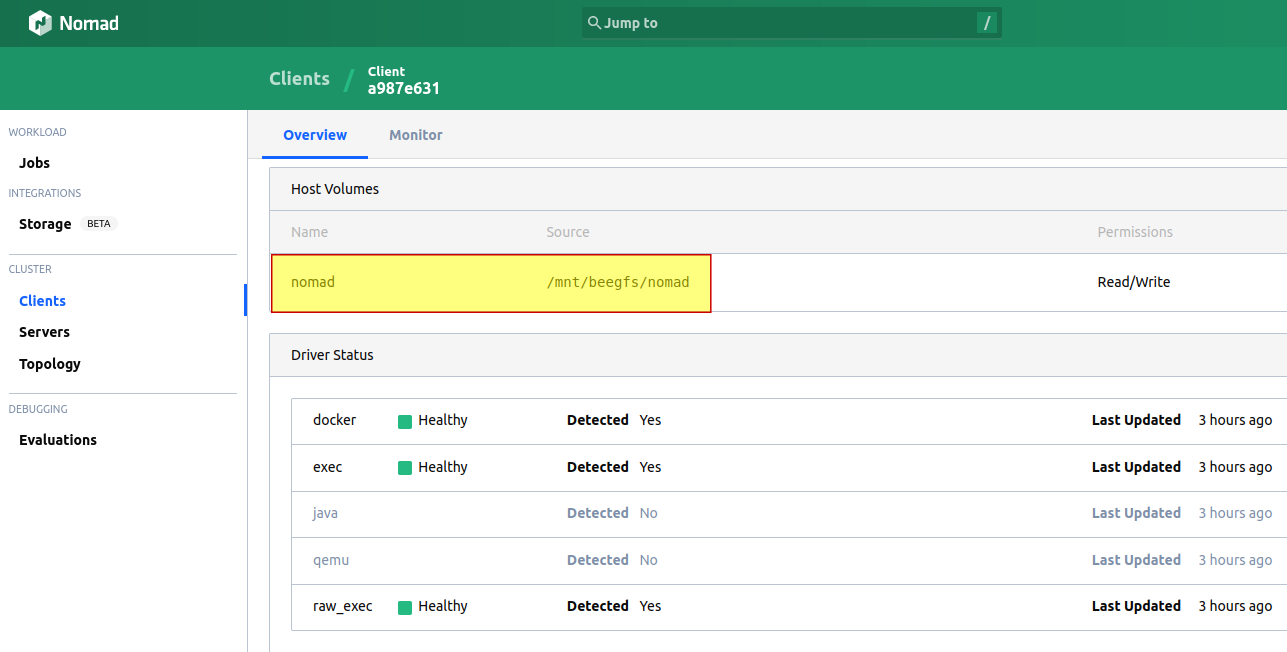 Nomad
Jump to /
Clients / Client
a987e631
WORKLOAD
Jobs
INTEGRATIONS
Storage BETA
CLUSTER
Clients
Servers
Topology
DEBUGGING
Evaluations
Overview Monitor
Host Volumes
Name Source Permissions
nomad /mnt/beegfs/nomad Read/Write
Driver Status
docker Healthy Detected Yes Last Updated 3 hours ago
exec Healthy Detected Yes Last Updated 3 hours ago
java Detected No Last Updated 3 hours ago
qemu Detected No Last Updated 3 hours ago
raw_exec Healthy Detected Yes Last Updated 3 hours ago